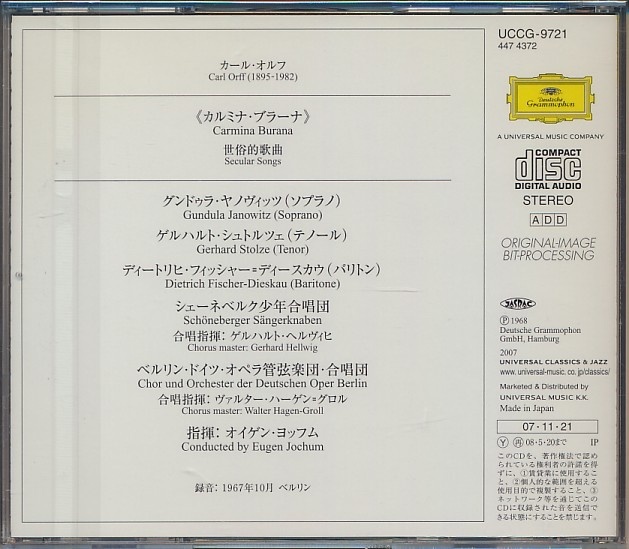 カール・オルフ
Carl Orff (1895-1982)
《カルミナ・ブラーナ》
Carmina Burana
世俗的歌曲
Secular Songs
グンドゥラ・ヤノヴィッツ（ソプラノ）
Gundula Janowitz (Soprano)
ゲルハルト・シュトルツェ（テノール）
Gerhard Stolze (Tenor)
ディートリヒ・フィッシャー=ディースカウ（バリトン）
Dietrich Fischer-Dieskau (Baritone)
シェーネベルク少年合唱団
Schöneberger Sängerknaben
合唱指揮：ゲルハルト・ヘルヴィヒ
Chorus master: Gerhard Hellwig
ベルリン・ドイツ・オペラ管弦楽団・合唱団
Chor und Orchester der Deutschen Oper Berlin
合唱指揮：ヴァルター・ハーゲン=グロル
Chorus master: Walter Hagen-Groll
指揮：オイゲン・ヨッフム
Conducted by Eugen Jochum
録音：1967年10月 ベルリン
UCCG-9721
447 4372
Deutsche
Grammophon
A UNIVERSAL MUSIC COMPANY
COMPACT
disc
DIGITAL AUDIO
STEREO
ADD
ORIGINAL-IMAGE
BIT-PROCESSING
JASRAC
Ⓟ 1968
Deutsche Grammophon
GmbH, Hamburg
2007
UNIVERSAL CLASSICS & JAZZ
www.universal-music.co.jp/classics/
Marketed & Distributed by
UNIVERSAL MUSIC K.K.
Made in Japan
07・11・21
Ⓨ 再 08・5・20まで IP
このCDを、著作権法で認め
られている権利者の許諾を得
ずに、①賃貸業に使用するこ
と、②個人的な範囲を超える
使用目的で複製すること、③
ネットワーク等を通じてこの
CDに収録された音を送信で
きる状態にすることを禁じます。